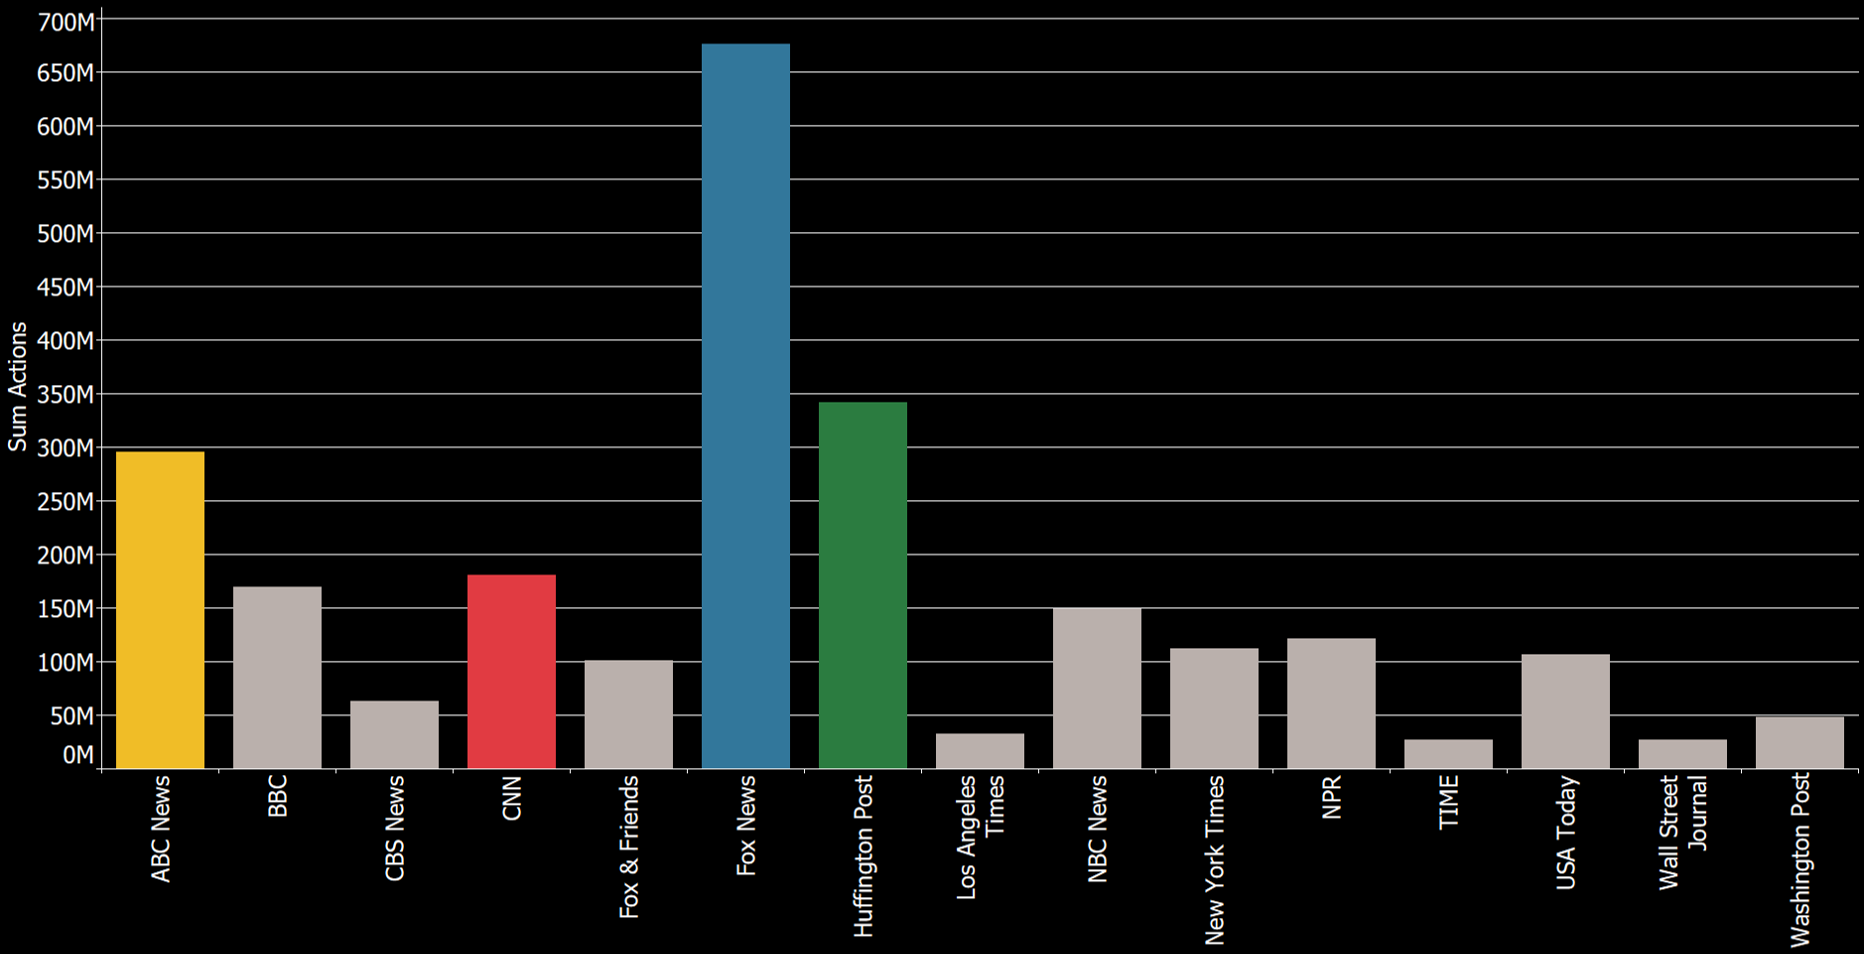 700M
650M
600M
550M
500M
450M
400M
350M
300M
250M
200M
150M
100M
50M
0M
Sum Actions
ABC News
BBC
CBS News
CNN
Fox & Friends
Fox News
Huffington Post
Los Angeles
Times
NBC News
New York Times
NPR
TIME
USA Today
Wall Street
Journal
Washington Post